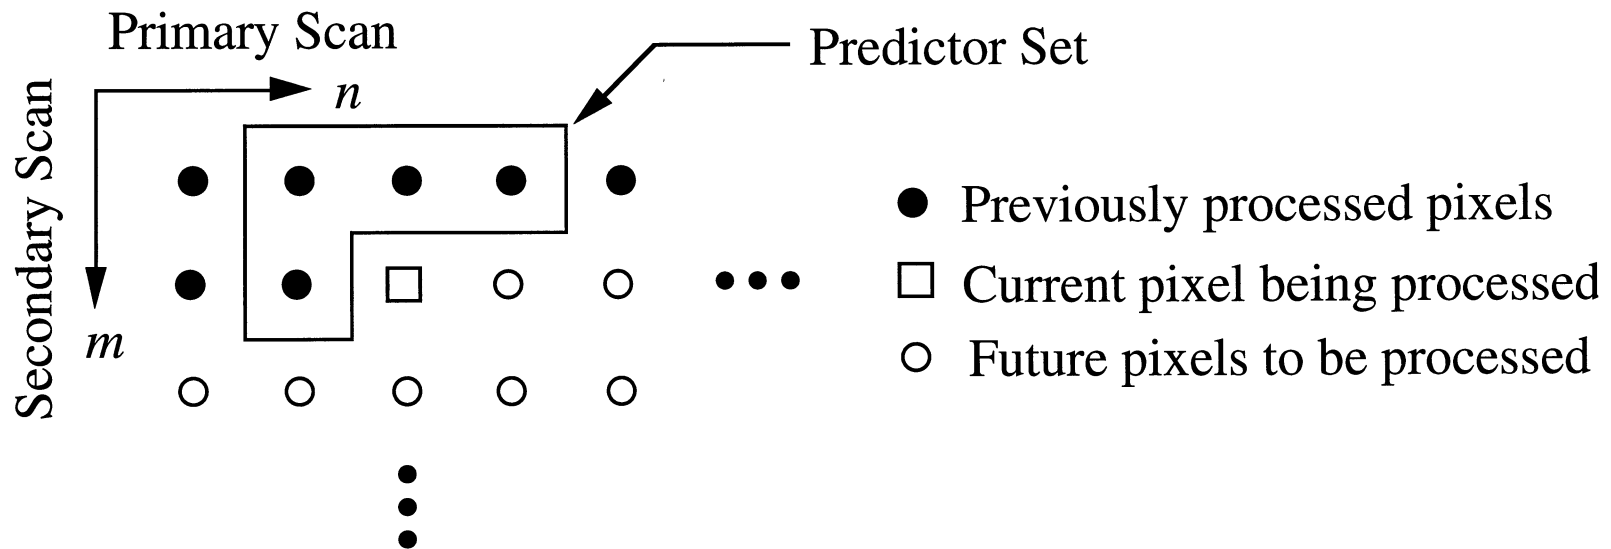 Primary Scan
n
Predictor Set
Secondary Scan
m
Previously processed pixels
Current pixel being processed
Future pixels to be processed